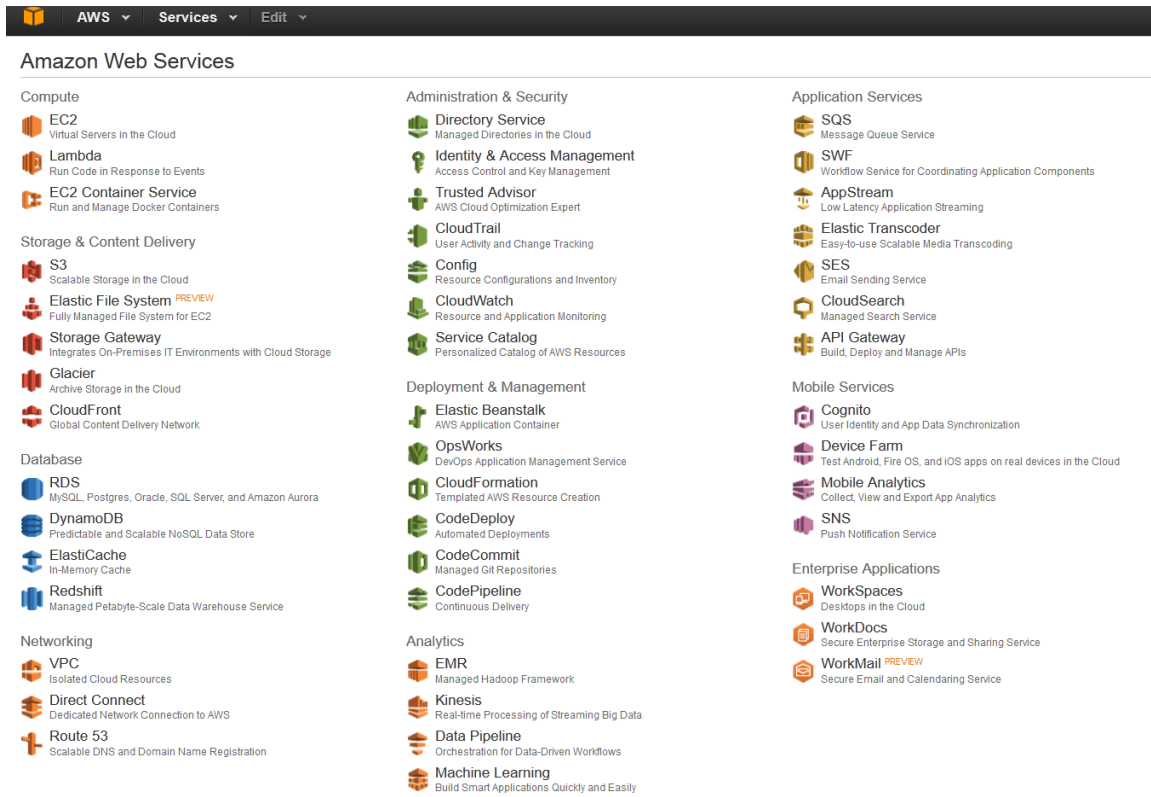 AWS Services Edit
Amazon Web Services
Compute
EC2
Virtual Servers in the Cloud
Lambda
Run Code in Response to Events
EC2 Container Service
Run and Manage Docker Containers
Storage & Content Delivery
S3
Scalable Storage in the Cloud
Elastic File System PREVIEW
Fully Managed File System for EC2
Storage Gateway
Integrates On-Premises IT Environments with Cloud Storage
Glacier
Archive Storage in the Cloud
CloudFront
Global Content Delivery Network
Database
RDS
MySQL, Postgres, Oracle, SQL Server, and Amazon Aurora
DynamoDB
Predictable and Scalable NoSQL Data Store
ElastiCache
In-Memory Cache
Redshift
Managed Petabyte-Scale Data Warehouse Service
Networking
VPC
Isolated Cloud Resources
Direct Connect
Dedicated Network Connection to AWS
Route 53
Scalable DNS and Domain Name Registration
Administration & Security
Directory Service
Managed Directories in the Cloud
Identity & Access Management
Access Control and Key Management
Trusted Advisor
AWS Cloud Optimization Expert
CloudTrail
User Activity and Change Tracking
Config
Resource Configurations and Inventory
CloudWatch
Resource and Application Monitoring
Service Catalog
Personalized Catalog of AWS Resources
Deployment & Management
Elastic Beanstalk
AWS Application Container
OpsWorks
DevOps Application Management Service
CloudFormation
Templated AWS Resource Creation
CodeDeploy
Automated Deployments
CodeCommit
Managed Git Repositories
CodePipeline
Continuous Delivery
Analytics
EMR
Managed Hadoop Framework
Kinesis
Real-time Processing of Streaming Big Data
Data Pipeline
Orchestration for Data-Driven Workflows
Machine Learning
Build Smart Applications Quickly and Easily
Application Services
SQS
Message Queue Service
SWF
Workflow Service for Coordinating Application Components
AppStream
Low Latency Application Streaming
Elastic Transcoder
Easy-to-use Scalable Media Transcoding
SES
Email Sending Service
CloudSearch
Managed Search Service
API Gateway
Build, Deploy and Manage APIs
Mobile Services
Cognito
User Identity and App Data Synchronization
Device Farm
Test Android, Fire OS, and iOS apps on real devices in the Cloud
Mobile Analytics
Collect, View and Export App Analytics
SNS
Push Notification Service
Enterprise Applications
WorkSpaces
Desktops in the Cloud
WorkDocs
Secure Enterprise Storage and Sharing Service
WorkMail PREVIEW
Secure Email and Calendaring Service